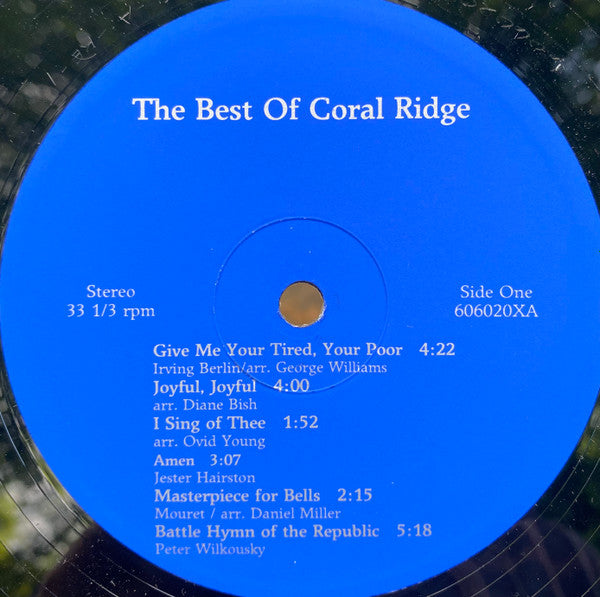 The Best Of Coral Ridge
Stereo
33 1/3 rpm
Side One
606020XA
Give Me Your Tired, Your Poor 4:22
Irving Berlin/arr. George Williams
Joyful, Joyful 4:00
arr. Diane Bish
I Sing of Thee 1:52
arr. Ovid Young
Amen 3:07
Jester Hairston
Masterpiece for Bells 2:15
Mouret / arr. Daniel Miller
Battle Hymn of the Republic 5:18
Peter Wilkousky